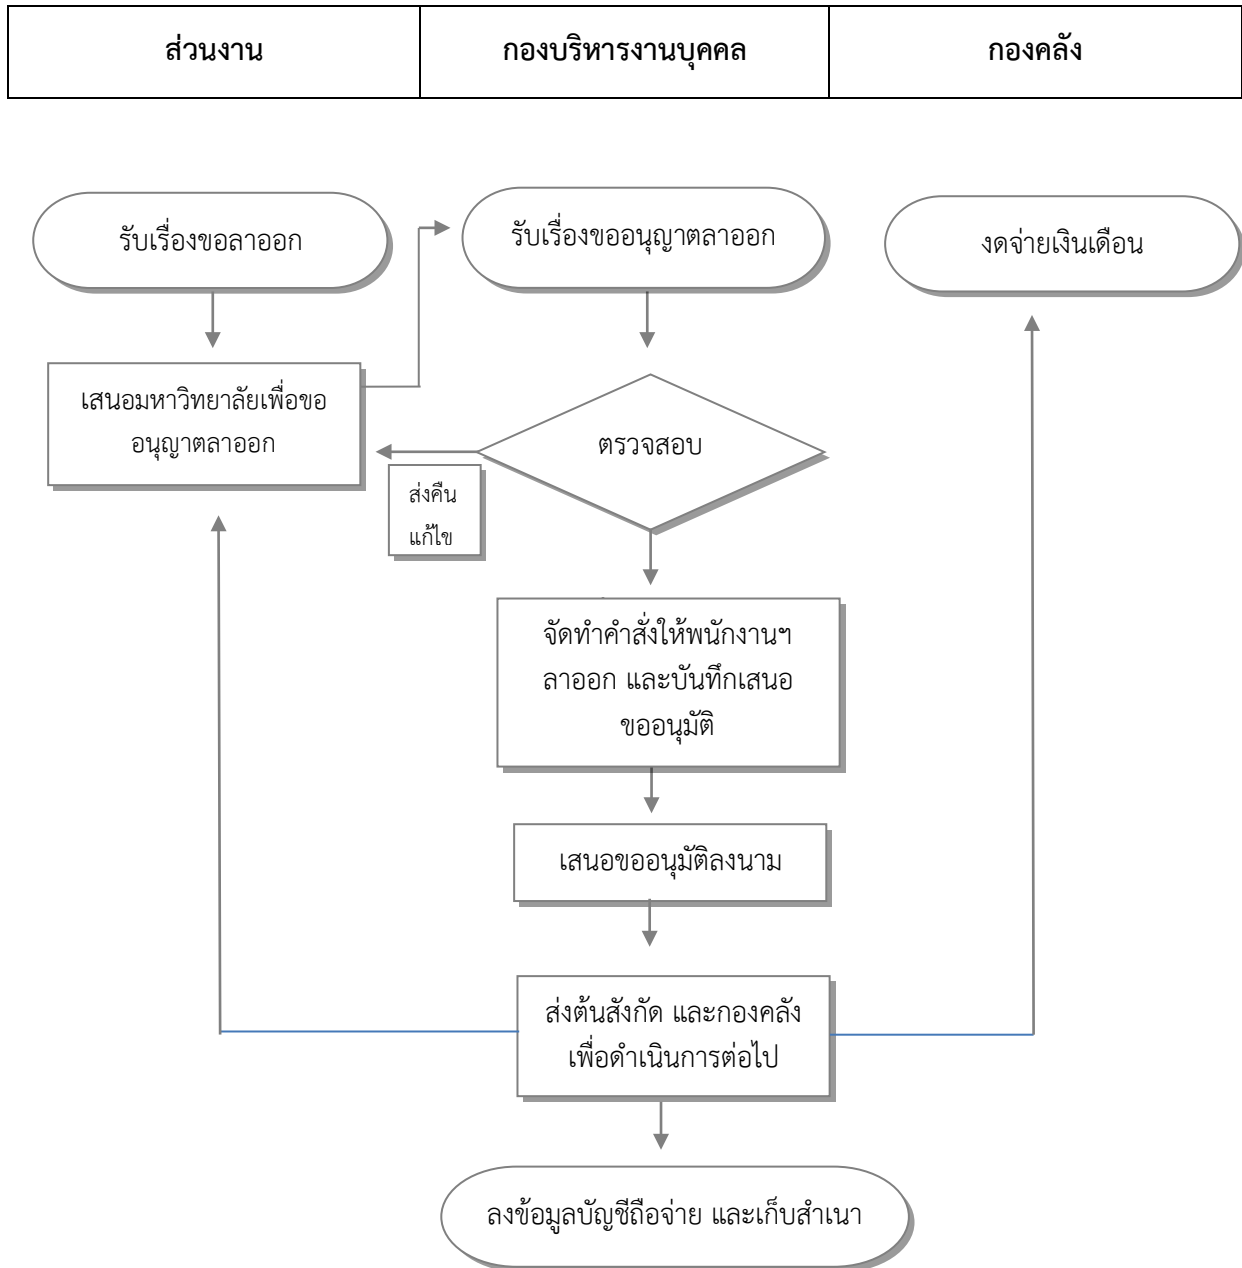 ส่วนงาน
กองบริหารงานบุคคล
กองคลัง
รับเรื่องขอลาออก
รับเรื่องขออนุญาตลาออก
งดจ่ายเงินเดือน
เสนอมหาวิทยาลัยเพื่อขอ
อนุญาตลาออก
ตรวจสอบ
ส่งคืน
แก้ไข
จัดทำคำสั่งให้พนักงานฯ
ลาออก และบันทึกเสนอ
ขออนุมัติ
เสนอขออนุมัติลงนาม
ส่งต้นสังกัด และกองคลัง
เพื่อดำเนินการต่อไป
ลงข้อมูลบัญชีถือจ่าย และเก็บสำเนา